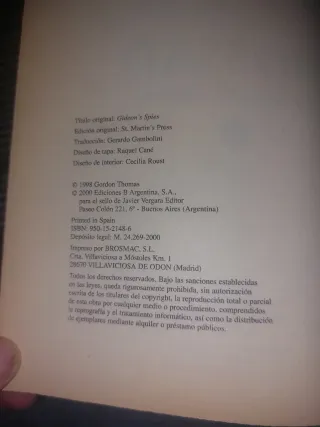 Título original: Gideon's Spies
Edición original: St. Martin's Press
Traducción: Gerardo Gambolini
Diseño de tapa: Raquel Cané
Diseño de interior: Cecilia Roust
© 1998 Gordon Thomas
© 2000 Ediciones B Argentina, S.A.,
para el sello de Javier Vergara Editor
Paseo Colón 221, 6º - Buenos Aires (Argentina)
Printed in Spain
ISBN: 950-15-2148-6
Depósito legal: M. 24.269-2000
Impreso por BROSMAC, S.L.
Ctra. Villaviciosa a Móstoles Km. 1
28670 VILLAVICIOSA DE ODON (Madrid)
Todos los derechos reservados. Bajo las sanciones establecidas
en las leyes, queda rigurosamente prohibida, sin autorización
escrita de los titulares del copyright, la reproducción total o parcial
de esta obra por cualquier medio o procedimiento, comprendidos
la reprografía y el tratamiento informático, así como la distribución
de ejemplares mediante alquiler o préstamo públicos.